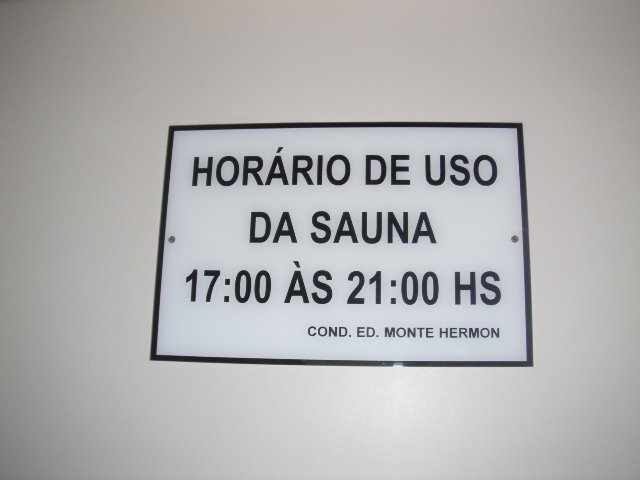 HORÁRIO DE USO
DA SAUNA
17:00 ÀS 21:00 HS
COND. ED. MONTE HERMON